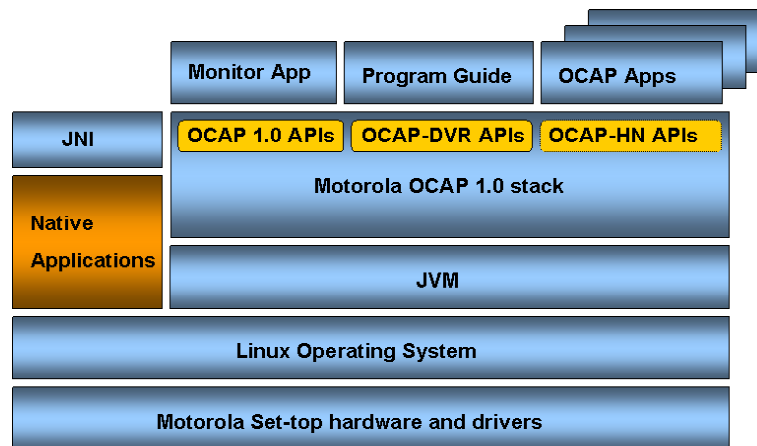 Monitor App
Program Guide
OCAP Apps
JNI
OCAP 1.0 APIs
OCAP-DVR APIs
OCAP-HN APIs
Motorola OCAP 1.0 stack
Native
Applications
JVM
Linux Operating System
Motorola Set-top hardware and drivers